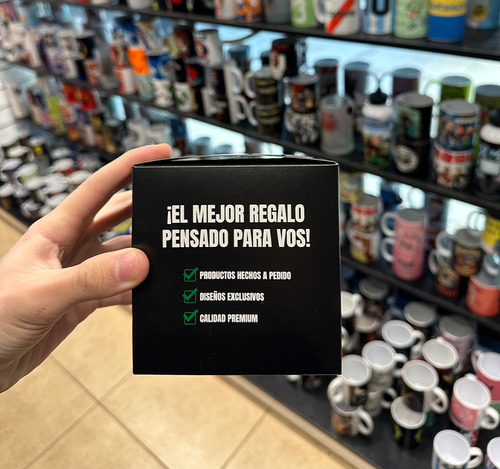 ¡EL MEJOR REGALO
PENSADO PARA VOS!
PRODUCTOS HECHOS A PEDIDO
DISEÑOS EXCLUSIVOS
CALIDAD PREMIUM